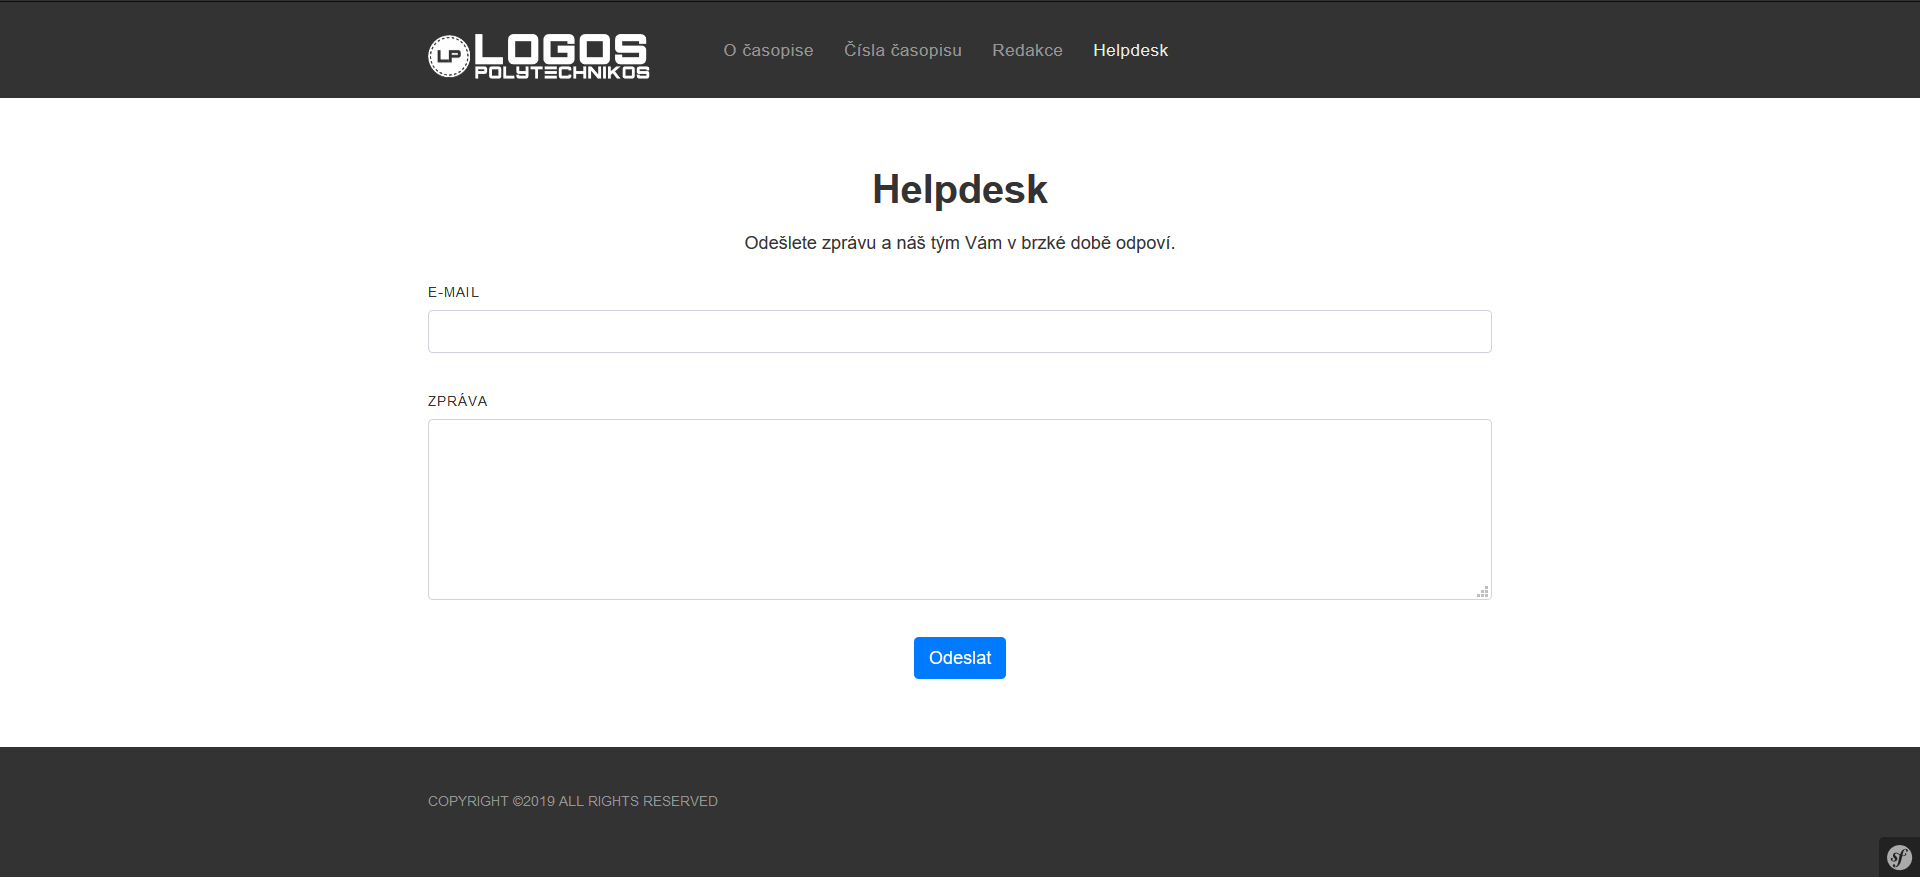 LP LOGOS
POLYTECHNIKOS
O časopise Čísla časopisu Redakce Helpdesk
Helpdesk
Odešlete zprávu a náš tým Vám v brzké době odpoví.
E-MAIL
ZPRÁVA
Odeslat
COPYRIGHT ©2019 ALL RIGHTS RESERVED
sf